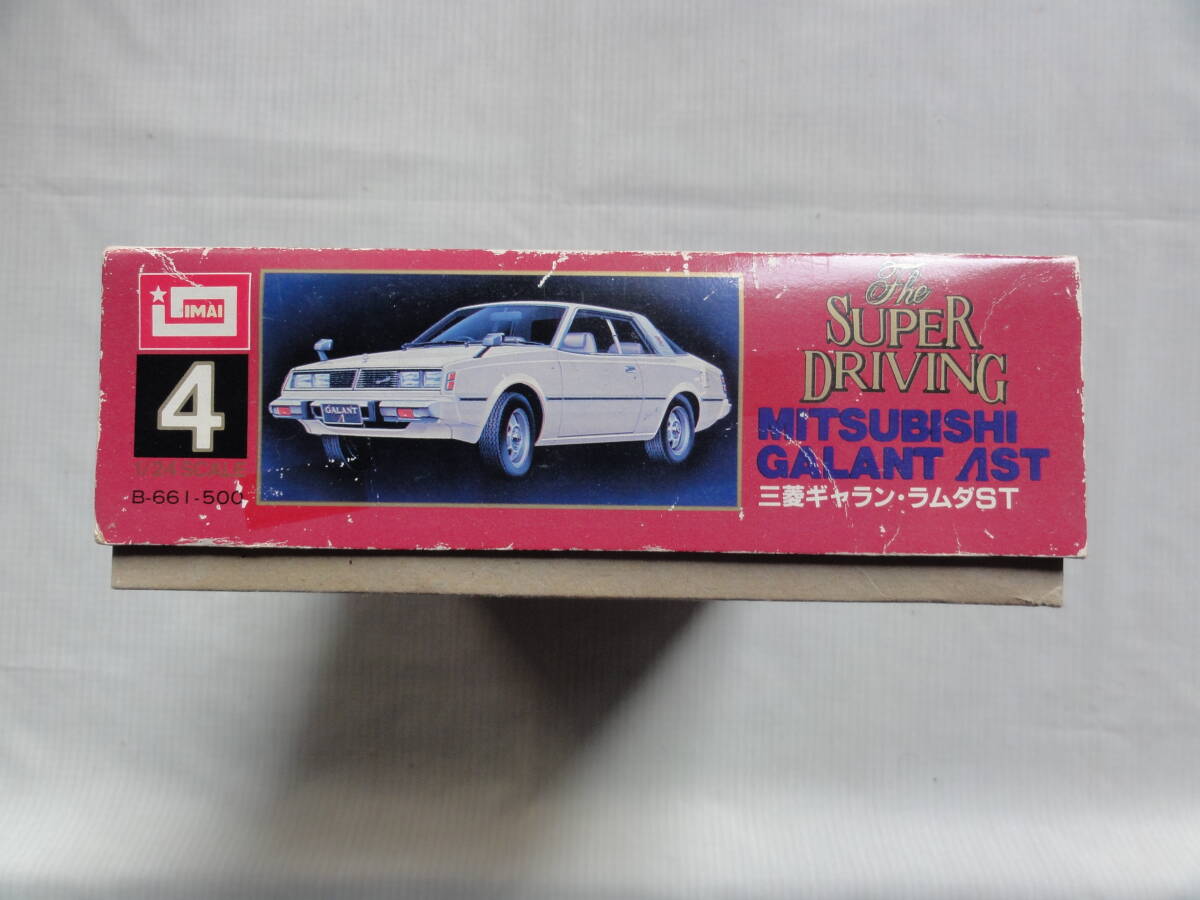 IMAI
4
1/24 SCALE
B-661-500
GALANT
Λ
The
SUPER
DRIVING
MITSUBISHI
GALANT ΛST
三菱ギャラン・ラムダST